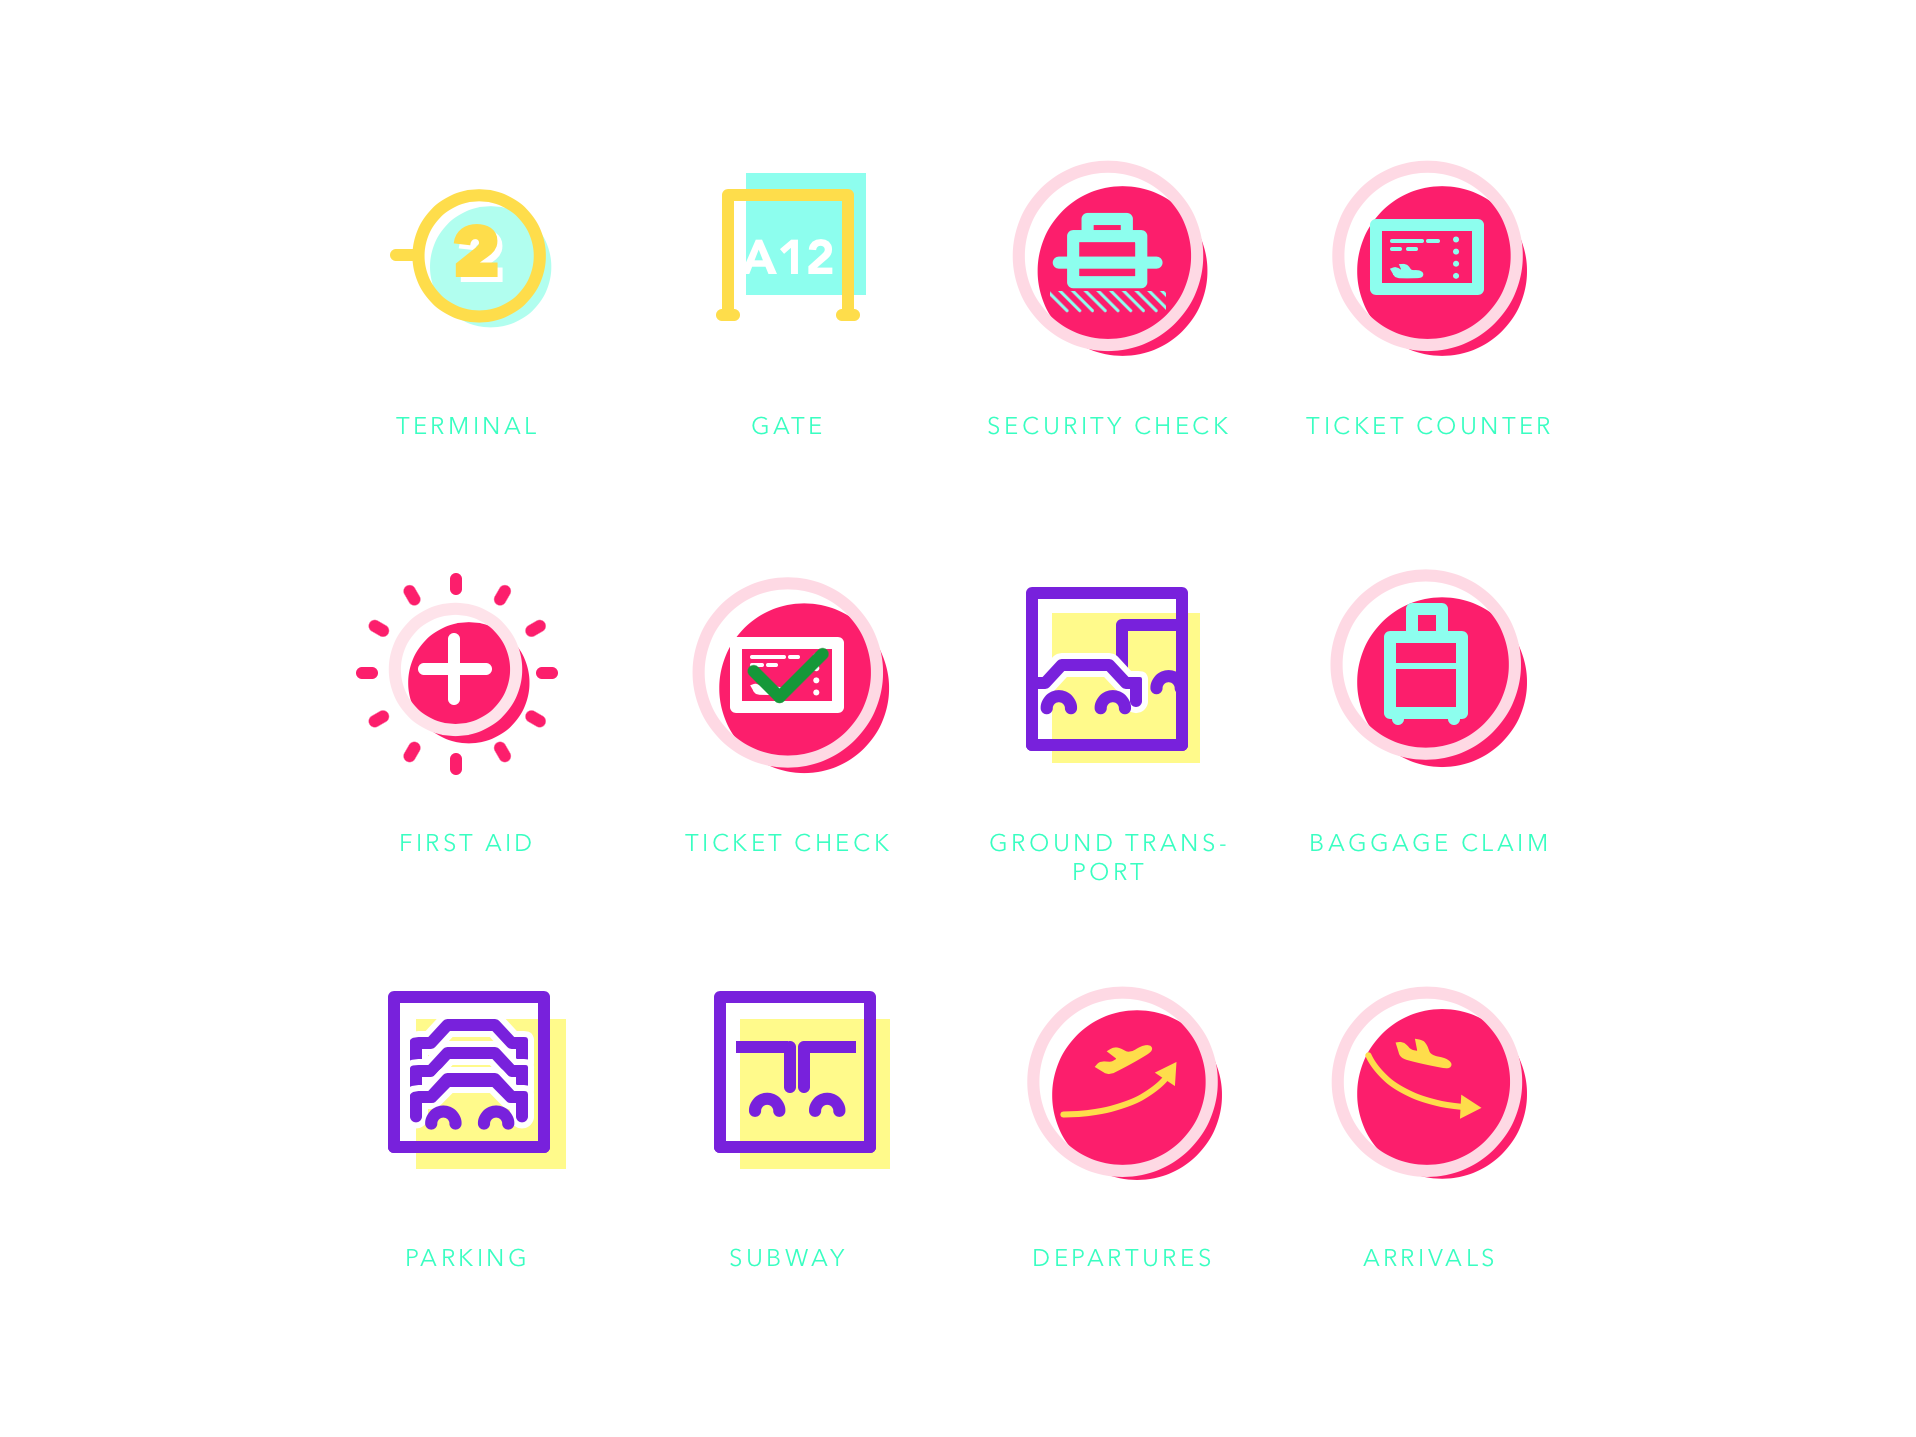 2
A12
TERMINAL
GATE
SECURITY CHECK
TICKET COUNTER
FIRST AID
TICKET CHECK
GROUND TRANS-
PORT
BAGGAGE CLAIM
PARKING
SUBWAY
DEPARTURES
ARRIVALS